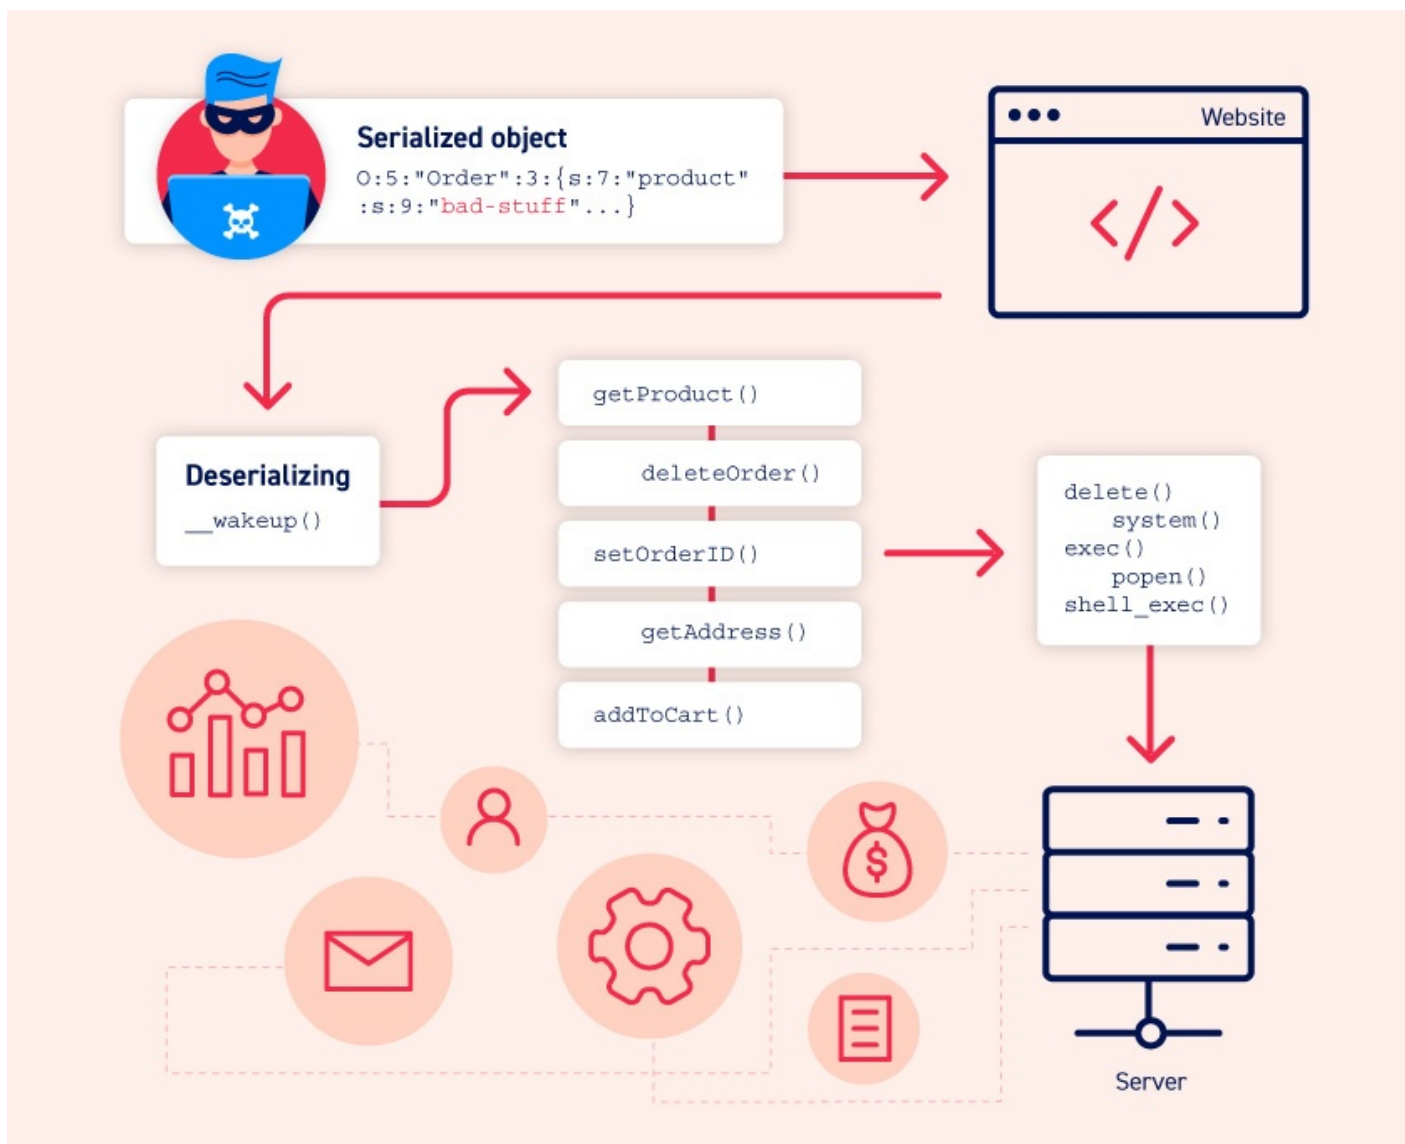 Serialized object
O:5:"Order":3:{s:7:"product"
:s:9:"bad-stuff"...}
Website
</>
Deserializing
__wakeup()
getProduct()
deleteOrder()
setOrderID()
getAddress()
addToCart()
delete()
system()
exec()
popen()
shell_exec()
$
Server